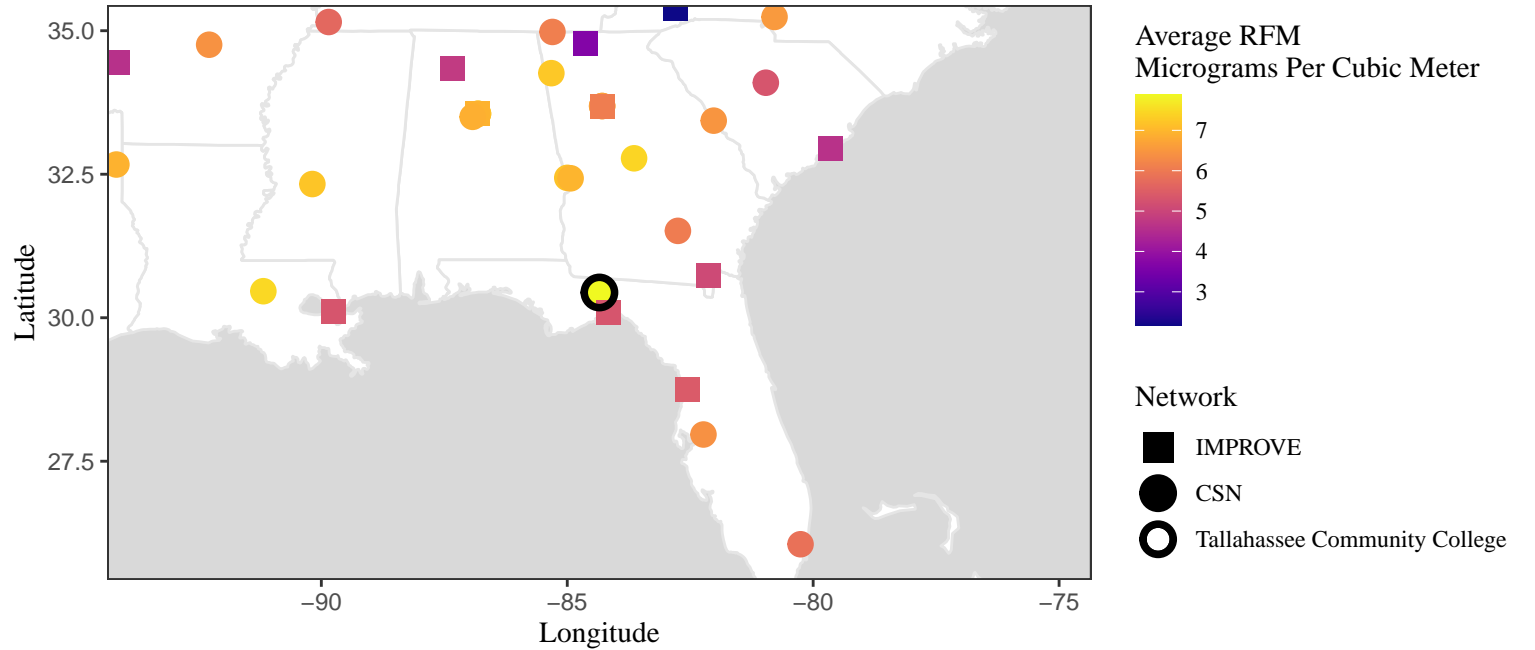 35.0
32.5
30.0
27.5
Latitude
−90
−85
−80
−75
Longitude
Average RFM
Micrograms Per Cubic Meter
7
6
5
4
3
Network
IMPROVE
CSN
Tallahassee Community College